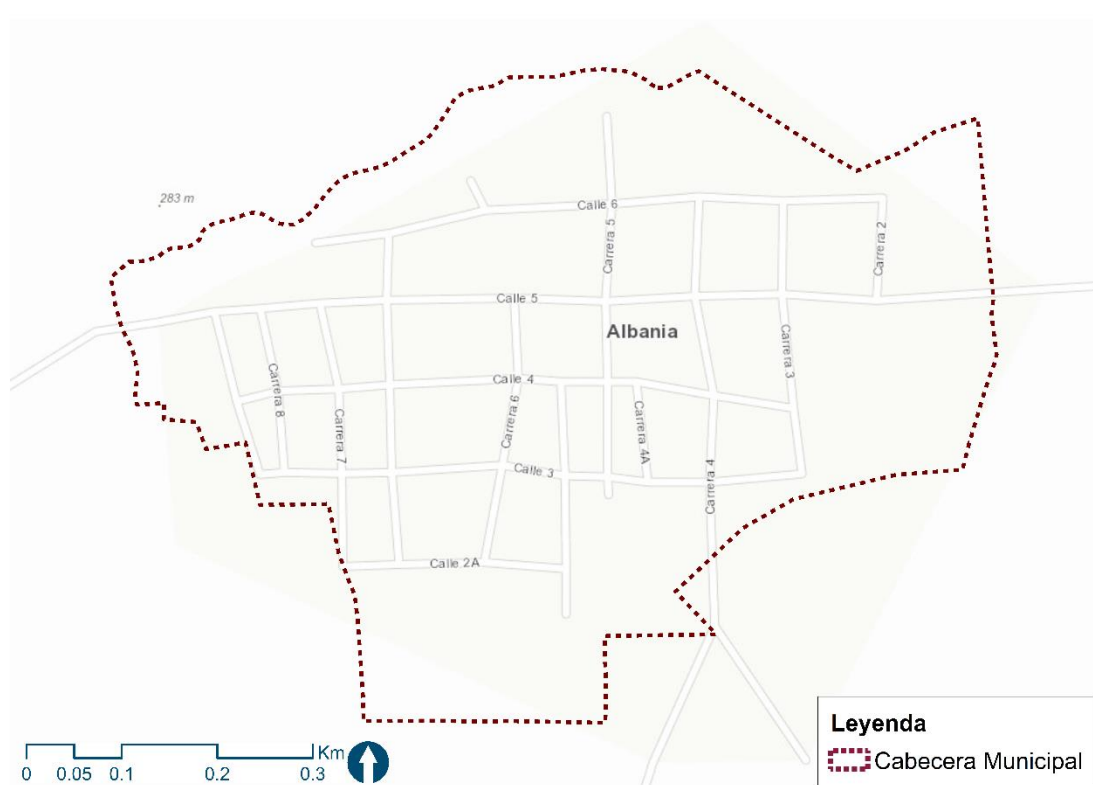 283 m
Calle 6
Carrera 5
Carrera 2
Calle 5
Albania
Carrera 3
Calle 4
Carrera 8
Carrera 7
Carrera 6
Carrera 4A
Calle 3
Carrera 4
Calle 2A
Leyenda
Cabecera Municipal
Km
0 0.05 0.1 0.2 0.3